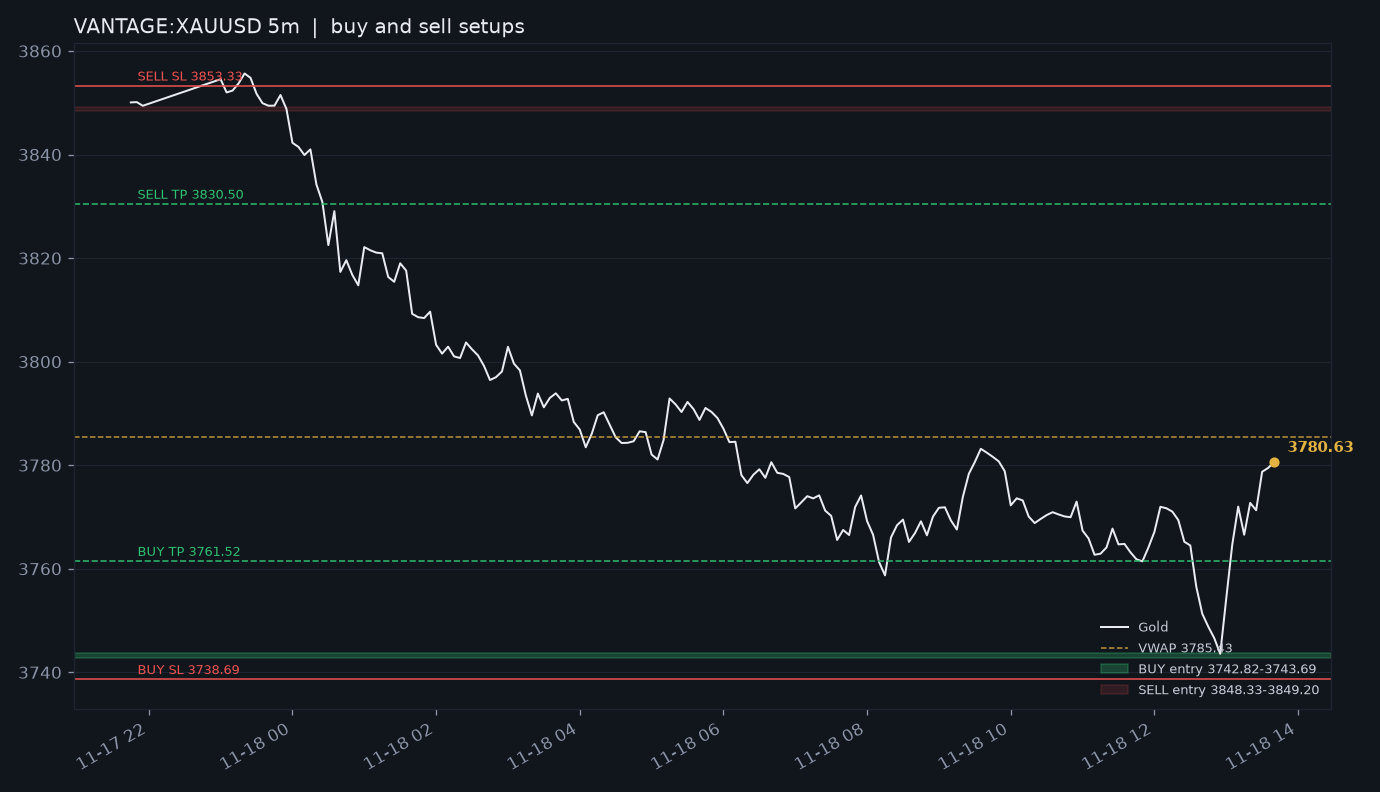 VANTAGE:XAUUSD 5m | buy and sell setups
3860
SELL SL 3853.33
3840
SELL TP 3830.50
3820
3800
3780.63
3780
BUY TP 3761.52
3760
Gold
VWAP 3785.43
BUY entry 3742.82-3743.69
SELL entry 3848.33-3849.20
3740
BUY SL 3738.69
11-17 22
11-18 00
11-18 02
11-18 04
11-18 06
11-18 08
11-18 10
11-18 12
11-18 14